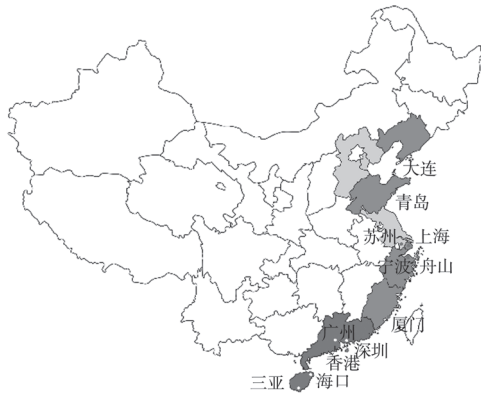 大连
青岛
苏州 上海
宁波 舟山
厦门
广州
深圳
香港
三亚 海口